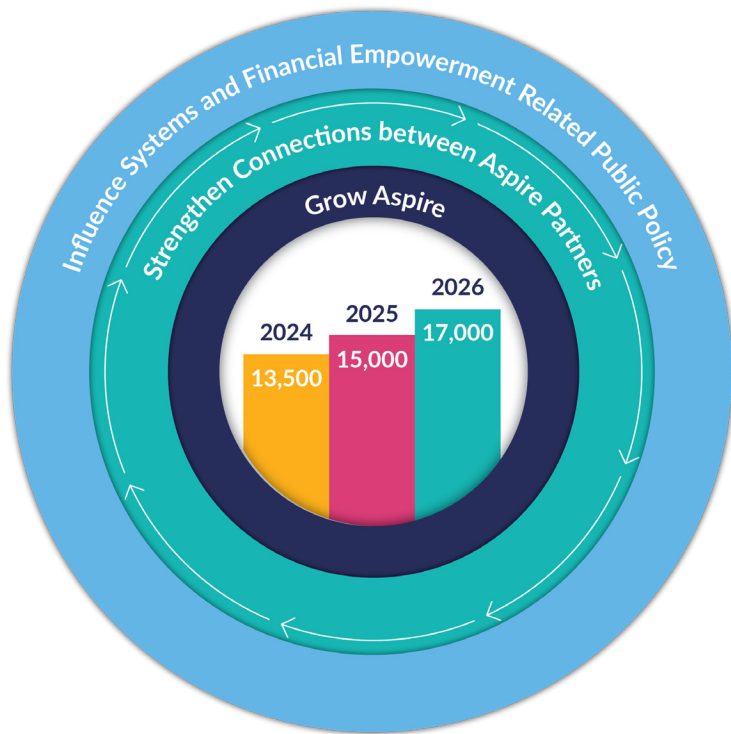 Influence Systems and Financial Empowerment Related Public Policy
Strengthen Connections between Aspire Partners
Grow Aspire
2024
2025
2026
13,500
15,000
17,000